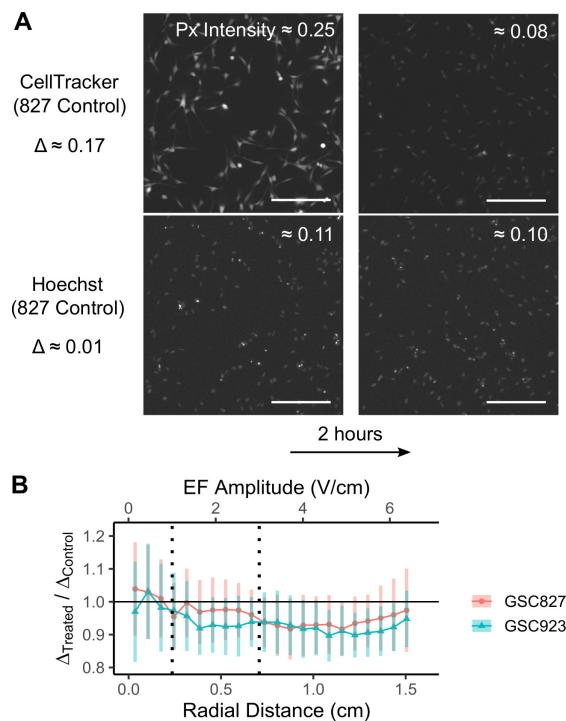 A
CellTracker
(827 Control)
Δ ≈ 0.17
Px Intensity ≈ 0.25
≈ 0.08
Hoechst
(827 Control)
Δ ≈ 0.01
≈ 0.11
≈ 0.10
2 hours
B
EF Amplitude (V/cm)
0 2 4 6
1.2
1.1
1.0
0.9
0.8
ΔTreated / ΔControl
0.0 0.5 1.0 1.5
Radial Distance (cm)
GSC827
GSC923